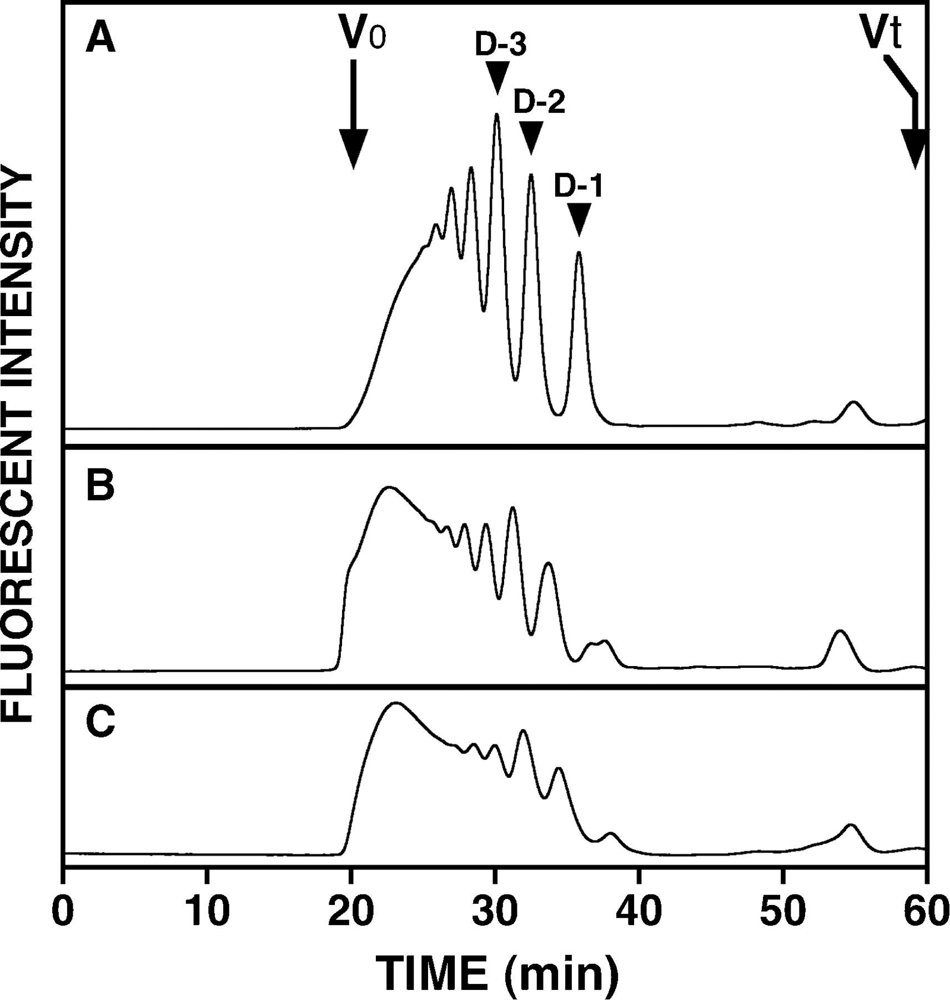 A
V0
D-3
D-2
D-1
Vt
B
C
FLUORESCENT INTENSITY
0 10 20 30 40 50 60
TIME (min)